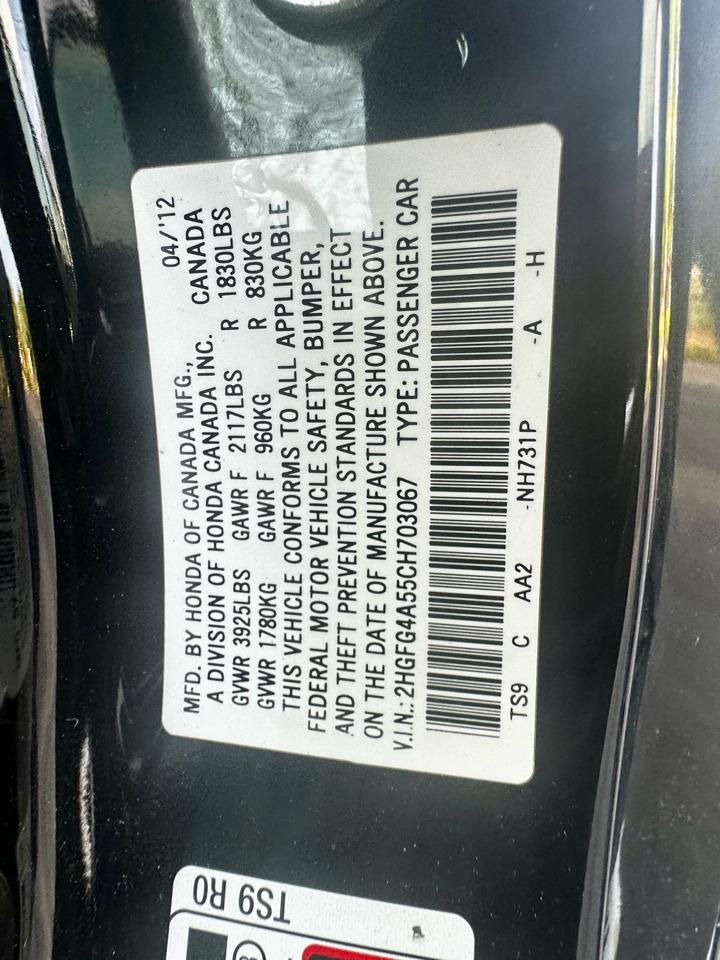 MFD. BY HONDA OF CANADA MFG., 04/'12
A DIVISION OF HONDA CANADA INC. CANADA
GVWR 3925LBS GAWR F 2117LBS R 1830LBS
GVWR 1780KG GAWR F 960KG R 830KG
THIS VEHICLE CONFORMS TO ALL APPLICABLE
FEDERAL MOTOR VEHICLE SAFETY, BUMPER,
AND THEFT PREVENTION STANDARDS IN EFFECT
ON THE DATE OF MANUFACTURE SHOWN ABOVE.
V.I.N.: 2HGFG4A55CH703067 TYPE: PASSENGER CAR
TS9 C AA2 -NH731P -A -H
TS9 R0